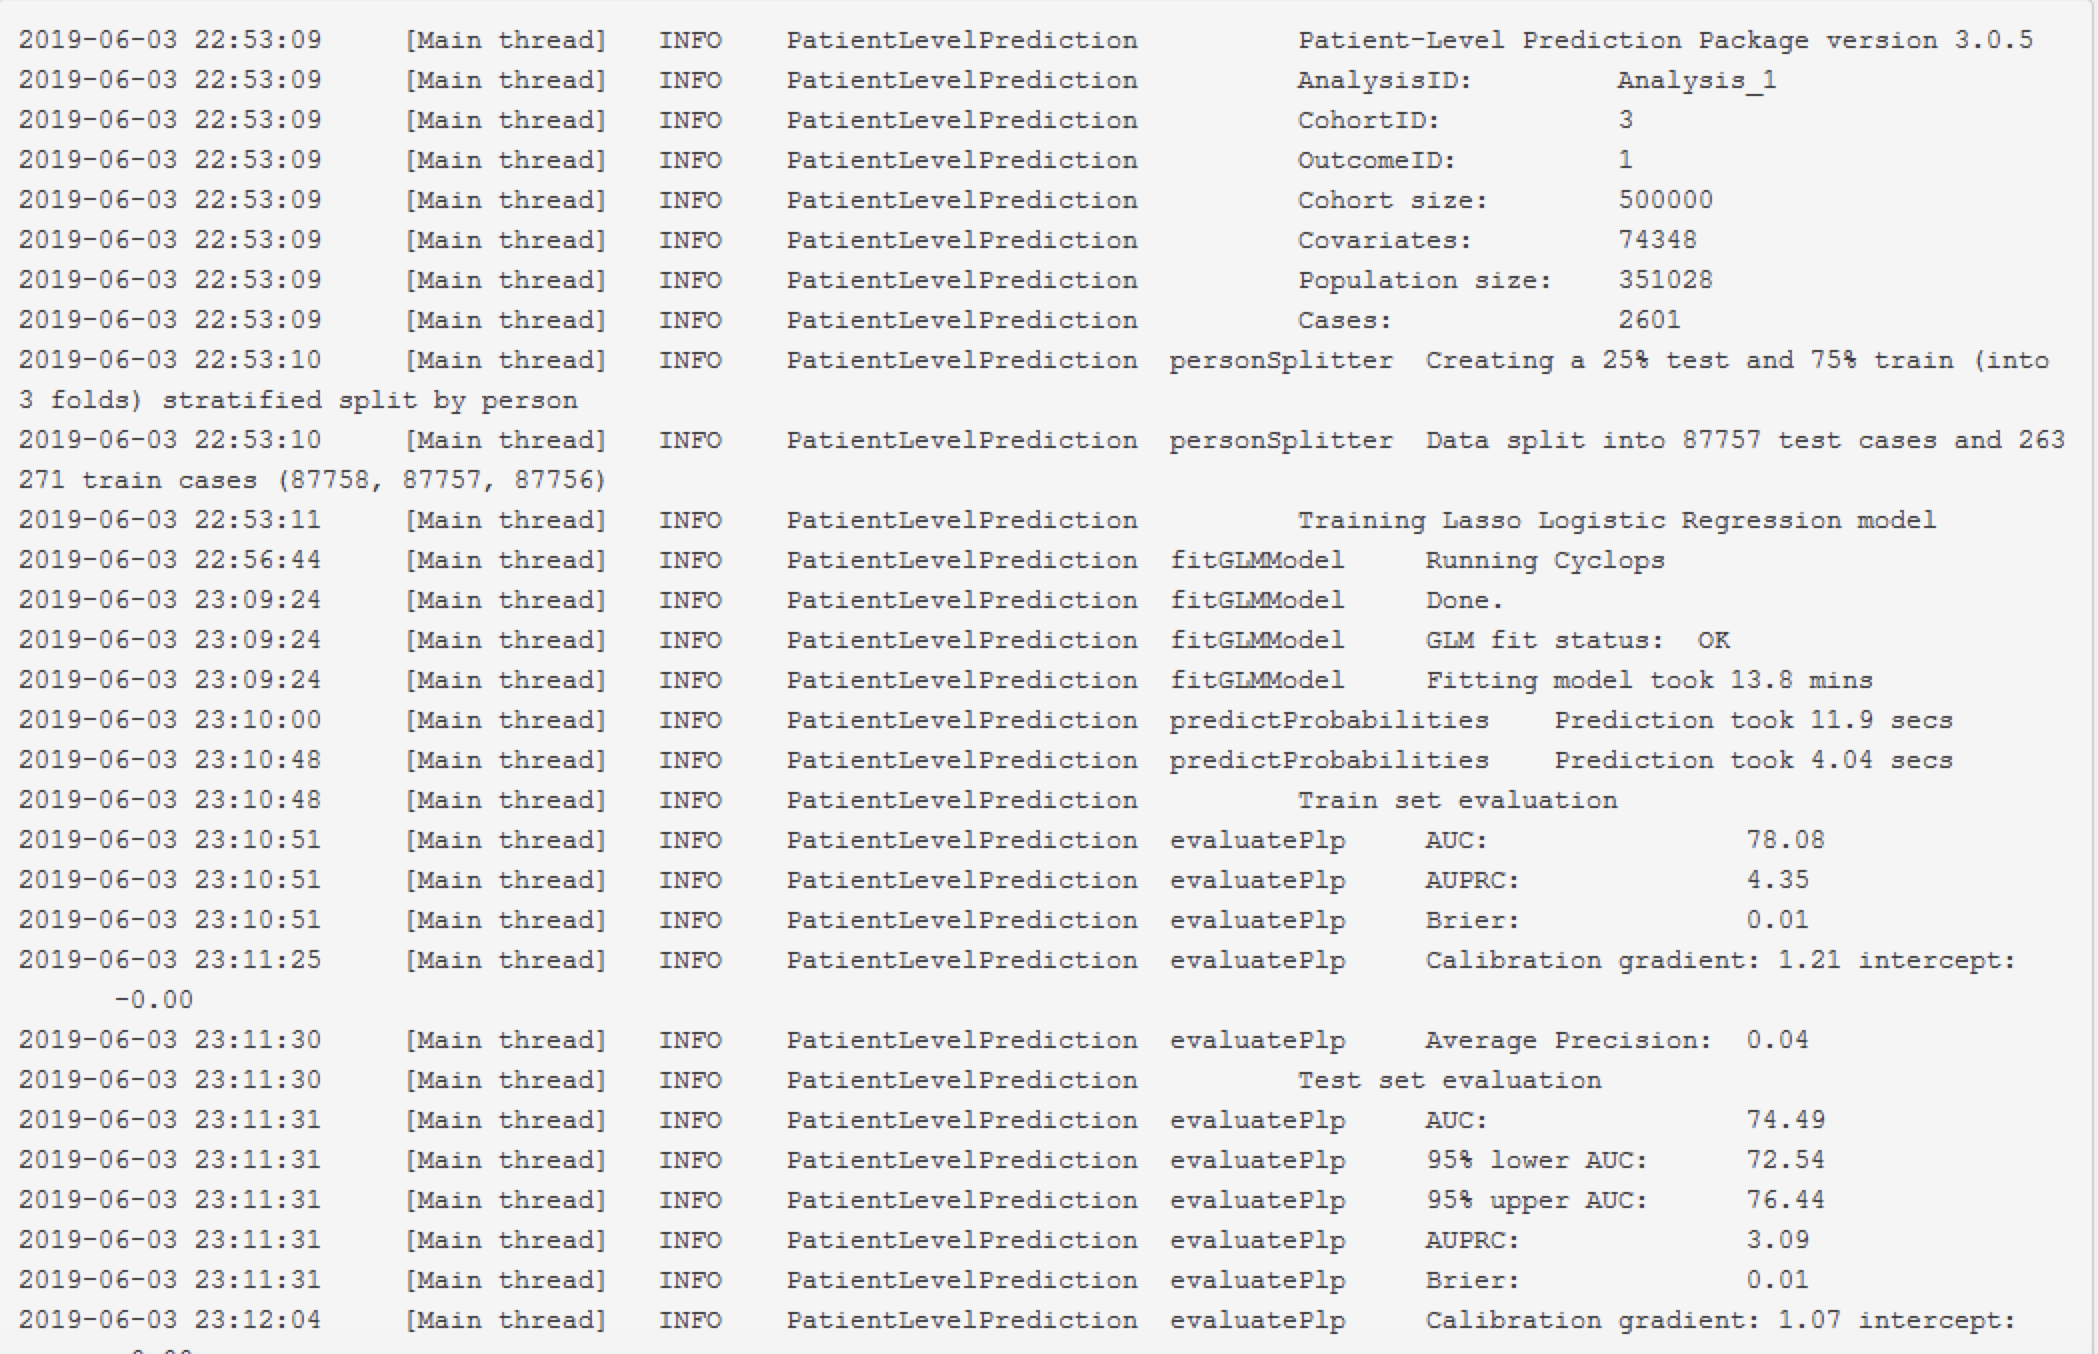 2019-06-03 22:53:09 [Main thread] INFO PatientLevelPrediction Patient-Level Prediction Package version 3.0.5
2019-06-03 22:53:09 [Main thread] INFO PatientLevelPrediction AnalysisID: Analysis_1
2019-06-03 22:53:09 [Main thread] INFO PatientLevelPrediction CohortID: 3
2019-06-03 22:53:09 [Main thread] INFO PatientLevelPrediction OutcomeID: 1
2019-06-03 22:53:09 [Main thread] INFO PatientLevelPrediction Cohort size: 500000
2019-06-03 22:53:09 [Main thread] INFO PatientLevelPrediction Covariates: 74348
2019-06-03 22:53:09 [Main thread] INFO PatientLevelPrediction Population size: 351028
2019-06-03 22:53:09 [Main thread] INFO PatientLevelPrediction Cases: 2601
2019-06-03 22:53:10 [Main thread] INFO PatientLevelPrediction personSplitter Creating a 25% test and 75% train (into
3 folds) stratified split by person
2019-06-03 22:53:10 [Main thread] INFO PatientLevelPrediction personSplitter Data split into 87757 test cases and 263
271 train cases (87758, 87757, 87756)
2019-06-03 22:53:11 [Main thread] INFO PatientLevelPrediction Training Lasso Logistic Regression model
2019-06-03 22:56:44 [Main thread] INFO PatientLevelPrediction fitGLMModel Running Cyclops
2019-06-03 23:09:24 [Main thread] INFO PatientLevelPrediction fitGLMModel Done.
2019-06-03 23:09:24 [Main thread] INFO PatientLevelPrediction fitGLMModel GLM fit status: OK
2019-06-03 23:09:24 [Main thread] INFO PatientLevelPrediction fitGLMModel Fitting model took 13.8 mins
2019-06-03 23:10:00 [Main thread] INFO PatientLevelPrediction predictProbabilities Prediction took 11.9 secs
2019-06-03 23:10:48 [Main thread] INFO PatientLevelPrediction predictProbabilities Prediction took 4.04 secs
2019-06-03 23:10:48 [Main thread] INFO PatientLevelPrediction Train set evaluation
2019-06-03 23:10:51 [Main thread] INFO PatientLevelPrediction evaluatePlp AUC: 78.08
2019-06-03 23:10:51 [Main thread] INFO PatientLevelPrediction evaluatePlp AUPRC: 4.35
2019-06-03 23:10:51 [Main thread] INFO PatientLevelPrediction evaluatePlp Brier: 0.01
2019-06-03 23:11:25 [Main thread] INFO PatientLevelPrediction evaluatePlp Calibration gradient: 1.21 intercept:
-0.00
2019-06-03 23:11:30 [Main thread] INFO PatientLevelPrediction evaluatePlp Average Precision: 0.04
2019-06-03 23:11:30 [Main thread] INFO PatientLevelPrediction Test set evaluation
2019-06-03 23:11:31 [Main thread] INFO PatientLevelPrediction evaluatePlp AUC: 74.49
2019-06-03 23:11:31 [Main thread] INFO PatientLevelPrediction evaluatePlp 95% lower AUC: 72.54
2019-06-03 23:11:31 [Main thread] INFO PatientLevelPrediction evaluatePlp 95% upper AUC: 76.44
2019-06-03 23:11:31 [Main thread] INFO PatientLevelPrediction evaluatePlp AUPRC: 3.09
2019-06-03 23:11:31 [Main thread] INFO PatientLevelPrediction evaluatePlp Brier: 0.01
2019-06-03 23:12:04 [Main thread] INFO PatientLevelPrediction evaluatePlp Calibration gradient: 1.07 intercept: